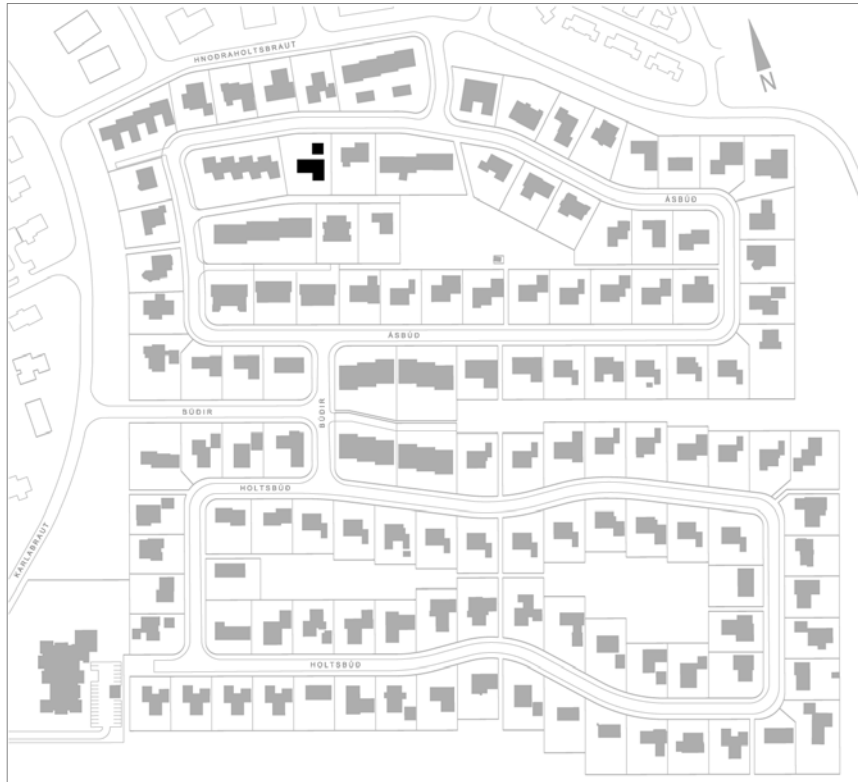 HNOÐRAHOLTSBRAUT
N
ÁSBÚÐ
ÁSBÚÐ
BÚÐIR
BÚÐIR
HOLTSBÚÐ
KARLABRAUT
HOLTSBÚÐ